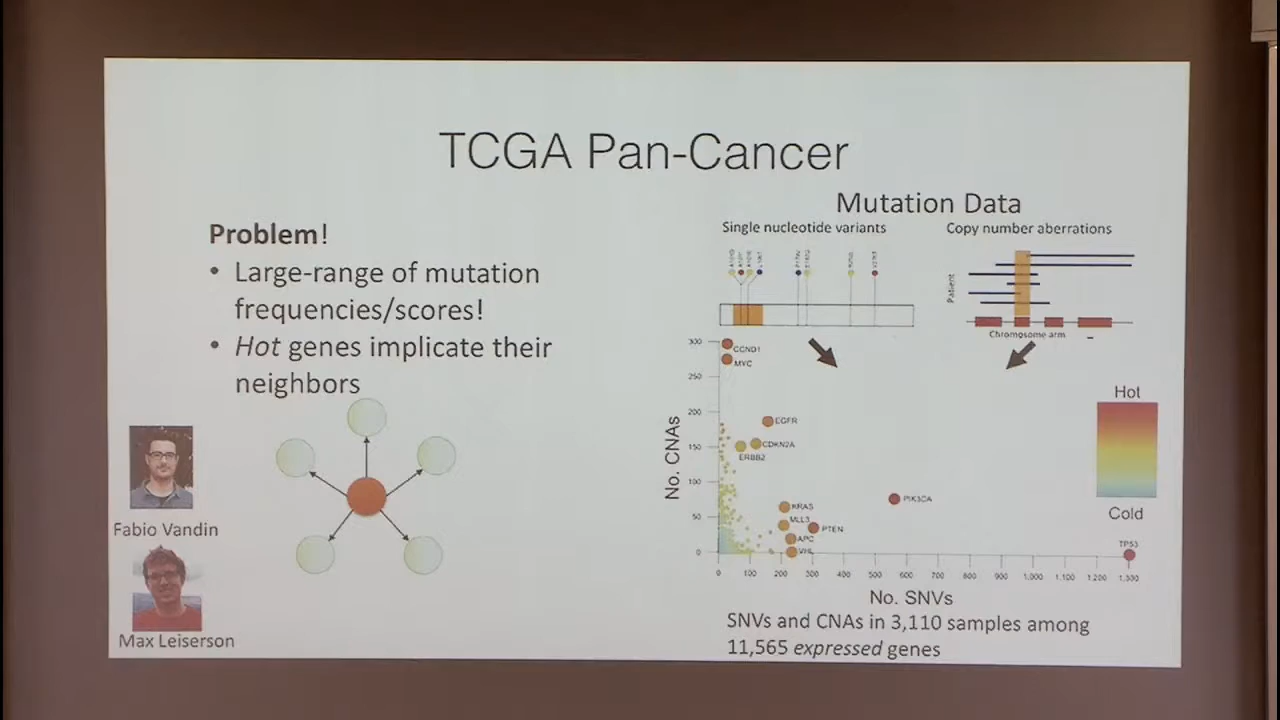 TCGA Pan-Cancer
Problem!
• Large-range of mutation
frequencies/scores!
• Hot genes implicate their
neighbors
Fabio Vandin
Max Leiserson
Mutation Data
Single nucleotide variants
Copy number aberrations
Patient
Chromosome arm
No. CNAs
300
250
200
150
100
50
0
CCND1
MYC
EGFR
CDKN2A
ERBB2
KRAS
MLL3
PTEN
APC
VHL
PIK3CA
TP53
0 100 200 300 400 500 600 700 800 900 1,000 1,100 1,200 1,300
No. SNVs
Hot
Cold
SNVs and CNAs in 3,110 samples among
11,565 expressed genes